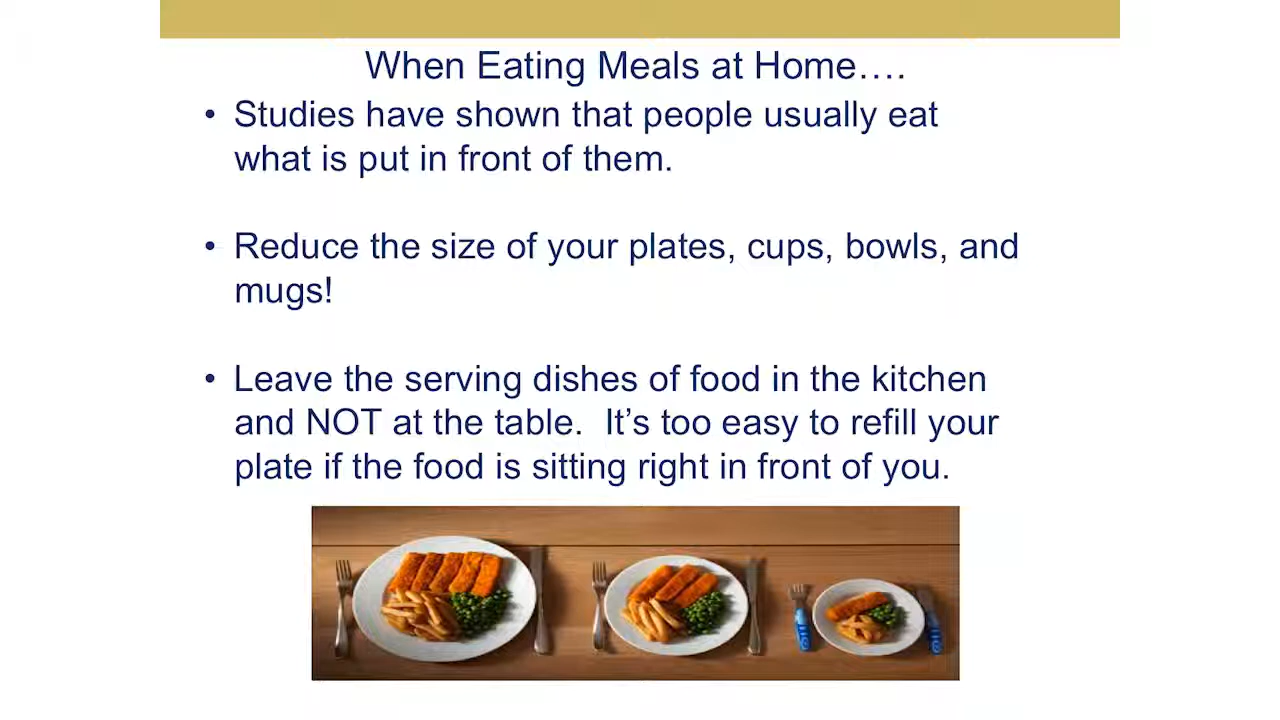 When Eating Meals at Home….
• Studies have shown that people usually eat
what is put in front of them.
• Reduce the size of your plates, cups, bowls, and
mugs!
• Leave the serving dishes of food in the kitchen
and NOT at the table.  It’s too easy to refill your
plate if the food is sitting right in front of you.